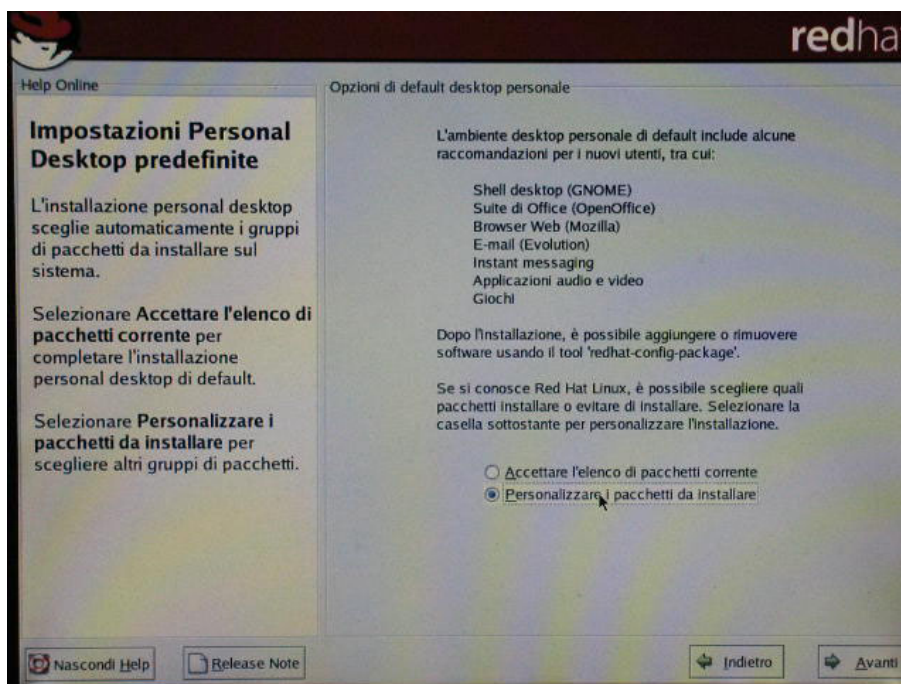 redha
Help Online
Impostazioni Personal
Desktop predefinite
L'installazione personal desktop
sceglie automaticamente i gruppi
di pacchetti da installare sul
sistema.
Selezionare Accettare l'elenco di
pacchetti corrente per
completare l'installazione
personal desktop di default.
Selezionare Personalizzare i
pacchetti da installare per
scegliere altri gruppi di pacchetti.
Opzioni di default desktop personale
L'ambiente desktop personale di default include alcune
raccomandazioni per i nuovi utenti, tra cui:
Shell desktop (GNOME)
Suite di Office (OpenOffice)
Browser Web (Mozilla)
E-mail (Evolution)
Instant messaging
Applicazioni audio e video
Giochi
Dopo l'installazione, è possibile aggiungere o rimuovere
software usando il tool 'redhat-config-package'.
Se si conosce Red Hat Linux, è possibile scegliere quali
pacchetti installare o evitare di installare. Selezionare la
casella sottostante per personalizzare l'installazione.
Accettare l'elenco di pacchetti corrente
Personalizzare i pacchetti da installare
Nascondi Help
Release Note
Indietro
Avanti